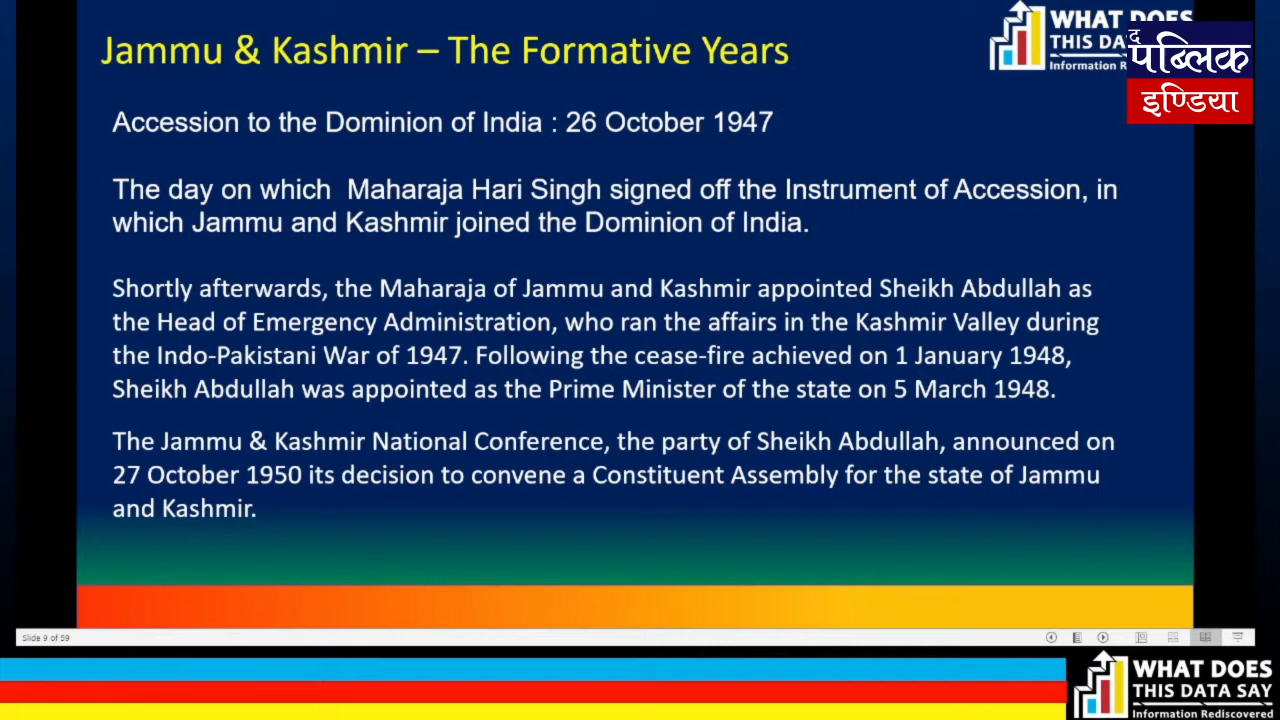 Jammu & Kashmir – The Formative Years
WHAT DOES
THIS DA
Information R
द
पब्लिक
इण्डिया
Accession to the Dominion of India : 26 October 1947
The day on which Maharaja Hari Singh signed off the Instrument of Accession, in
which Jammu and Kashmir joined the Dominion of India.
Shortly afterwards, the Maharaja of Jammu and Kashmir appointed Sheikh Abdullah as
the Head of Emergency Administration, who ran the affairs in the Kashmir Valley during
the Indo-Pakistani War of 1947. Following the cease-fire achieved on 1 January 1948,
Sheikh Abdullah was appointed as the Prime Minister of the state on 5 March 1948.
The Jammu & Kashmir National Conference, the party of Sheikh Abdullah, announced on
27 October 1950 its decision to convene a Constituent Assembly for the state of Jammu
and Kashmir.
Slide 9 of 59
WHAT DOES
THIS DATA SAY
Information Rediscovered